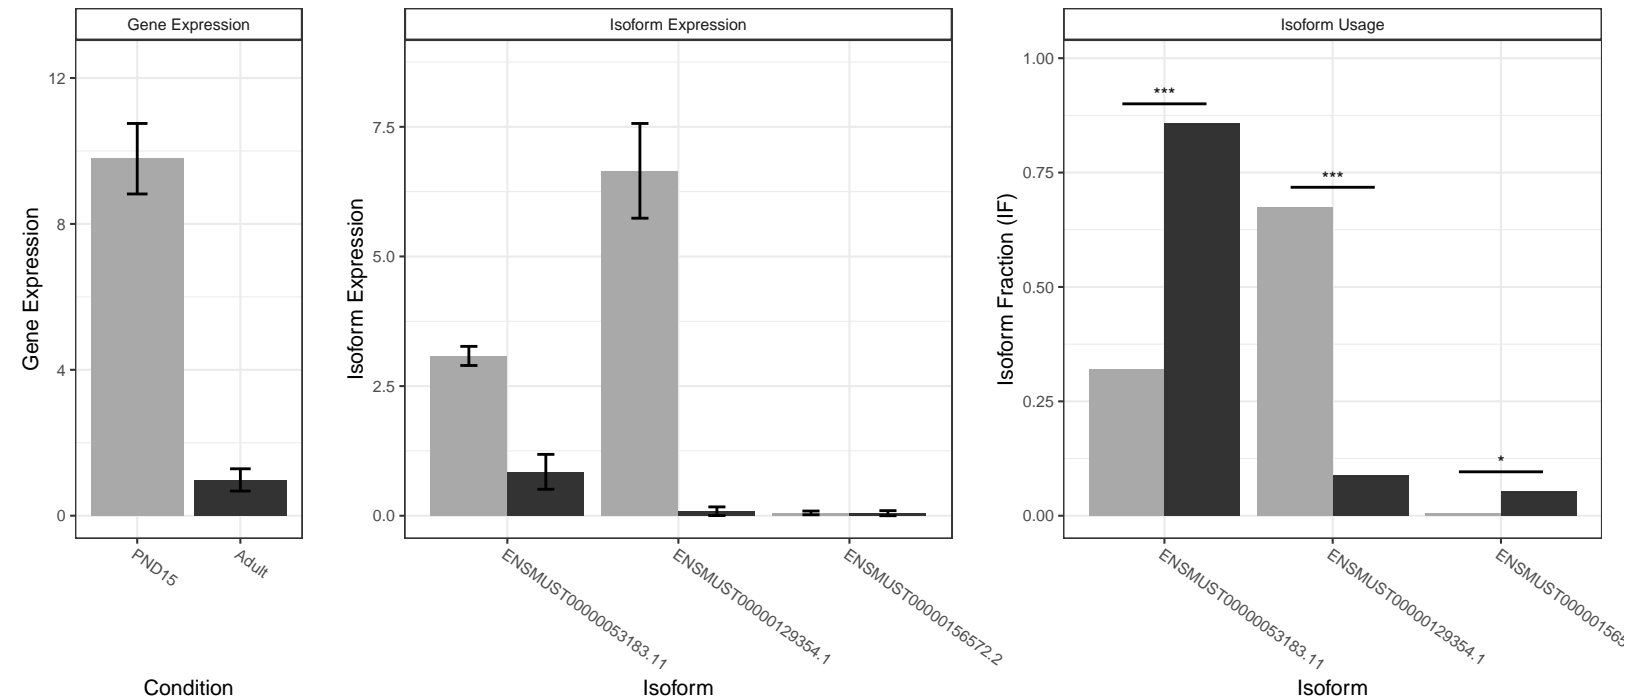 Gene Expression
Isoform Expression
Isoform Usage
Gene Expression
12
8
4
0
PND15
Adult
Condition
Isoform Expression
7.5
5.0
2.5
0.0
ENSMUST00000053183.11
ENSMUST00000129354.1
ENSMUST00000156572.2
Isoform
Isoform Fraction (IF)
1.00
0.75
0.50
0.25
0.00
***
***
*
ENSMUST00000053183.11
ENSMUST00000129354.1
ENSMUST00000156
Isoform